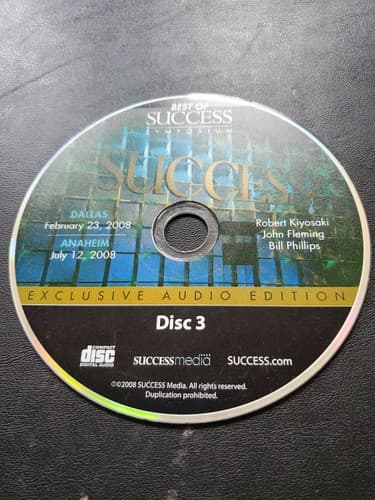 BEST OF
SUCCESS
SYMPOSIUM
SUCCES
DALLAS
February 23, 2008
ANAHEIM
July 12, 2008
Robert Kiyosaki
John Fleming
Bill Phillips
EXCLUSIVE AUDIO EDITION
Disc 3
COMPACT
disc
DIGITAL AUDIO
SUCCESSmedia
SUCCESS.com
©2008 SUCCESS Media. All rights reserved.
Duplication prohibited.